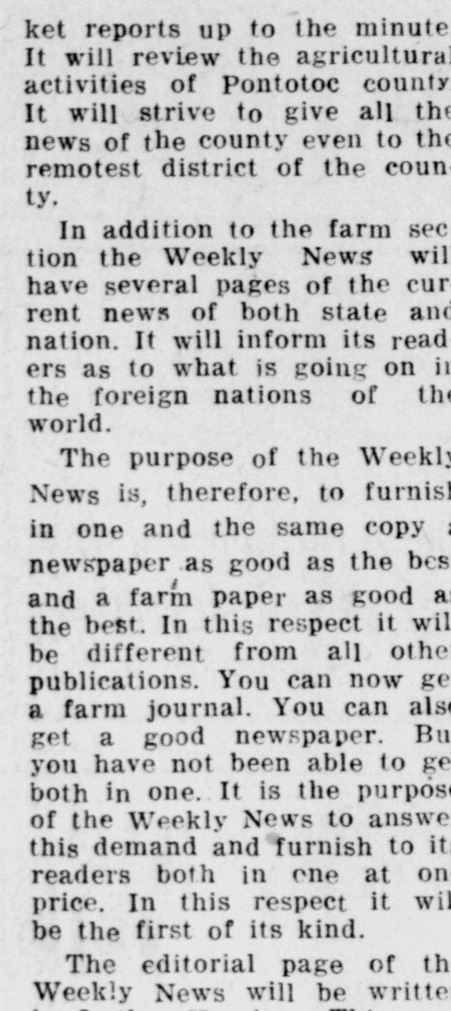 ket reports up to the minute
It will review the agricultural
activities of Pontotoc county
It will strive to give all the
news of the county even to the
remotest district of the coun
ty.
In addition to the farm sec
tion the Weekly News wil
have several pages of the cur
rent news of both state and
nation. It will inform its read
ers as to what is going on in
the foreign nations of the
world.
The purpose of the Weekly
News is, therefore, to furnish
in one and the same copy a
newspaper as good as the bes
and a farm paper as good as
the best. In this respect it wil
be different from all othe
publications. You can now ge
a farm journal. You can also
get a good newspaper. Bu
you have not been able to ge
both in one. It is the purpose
of the Weekly News to answe
this demand and furnish to its
readers both in one at on
price. In this respect it wil
be the first of its kind.
The editorial page of th
Weekly News will be writte